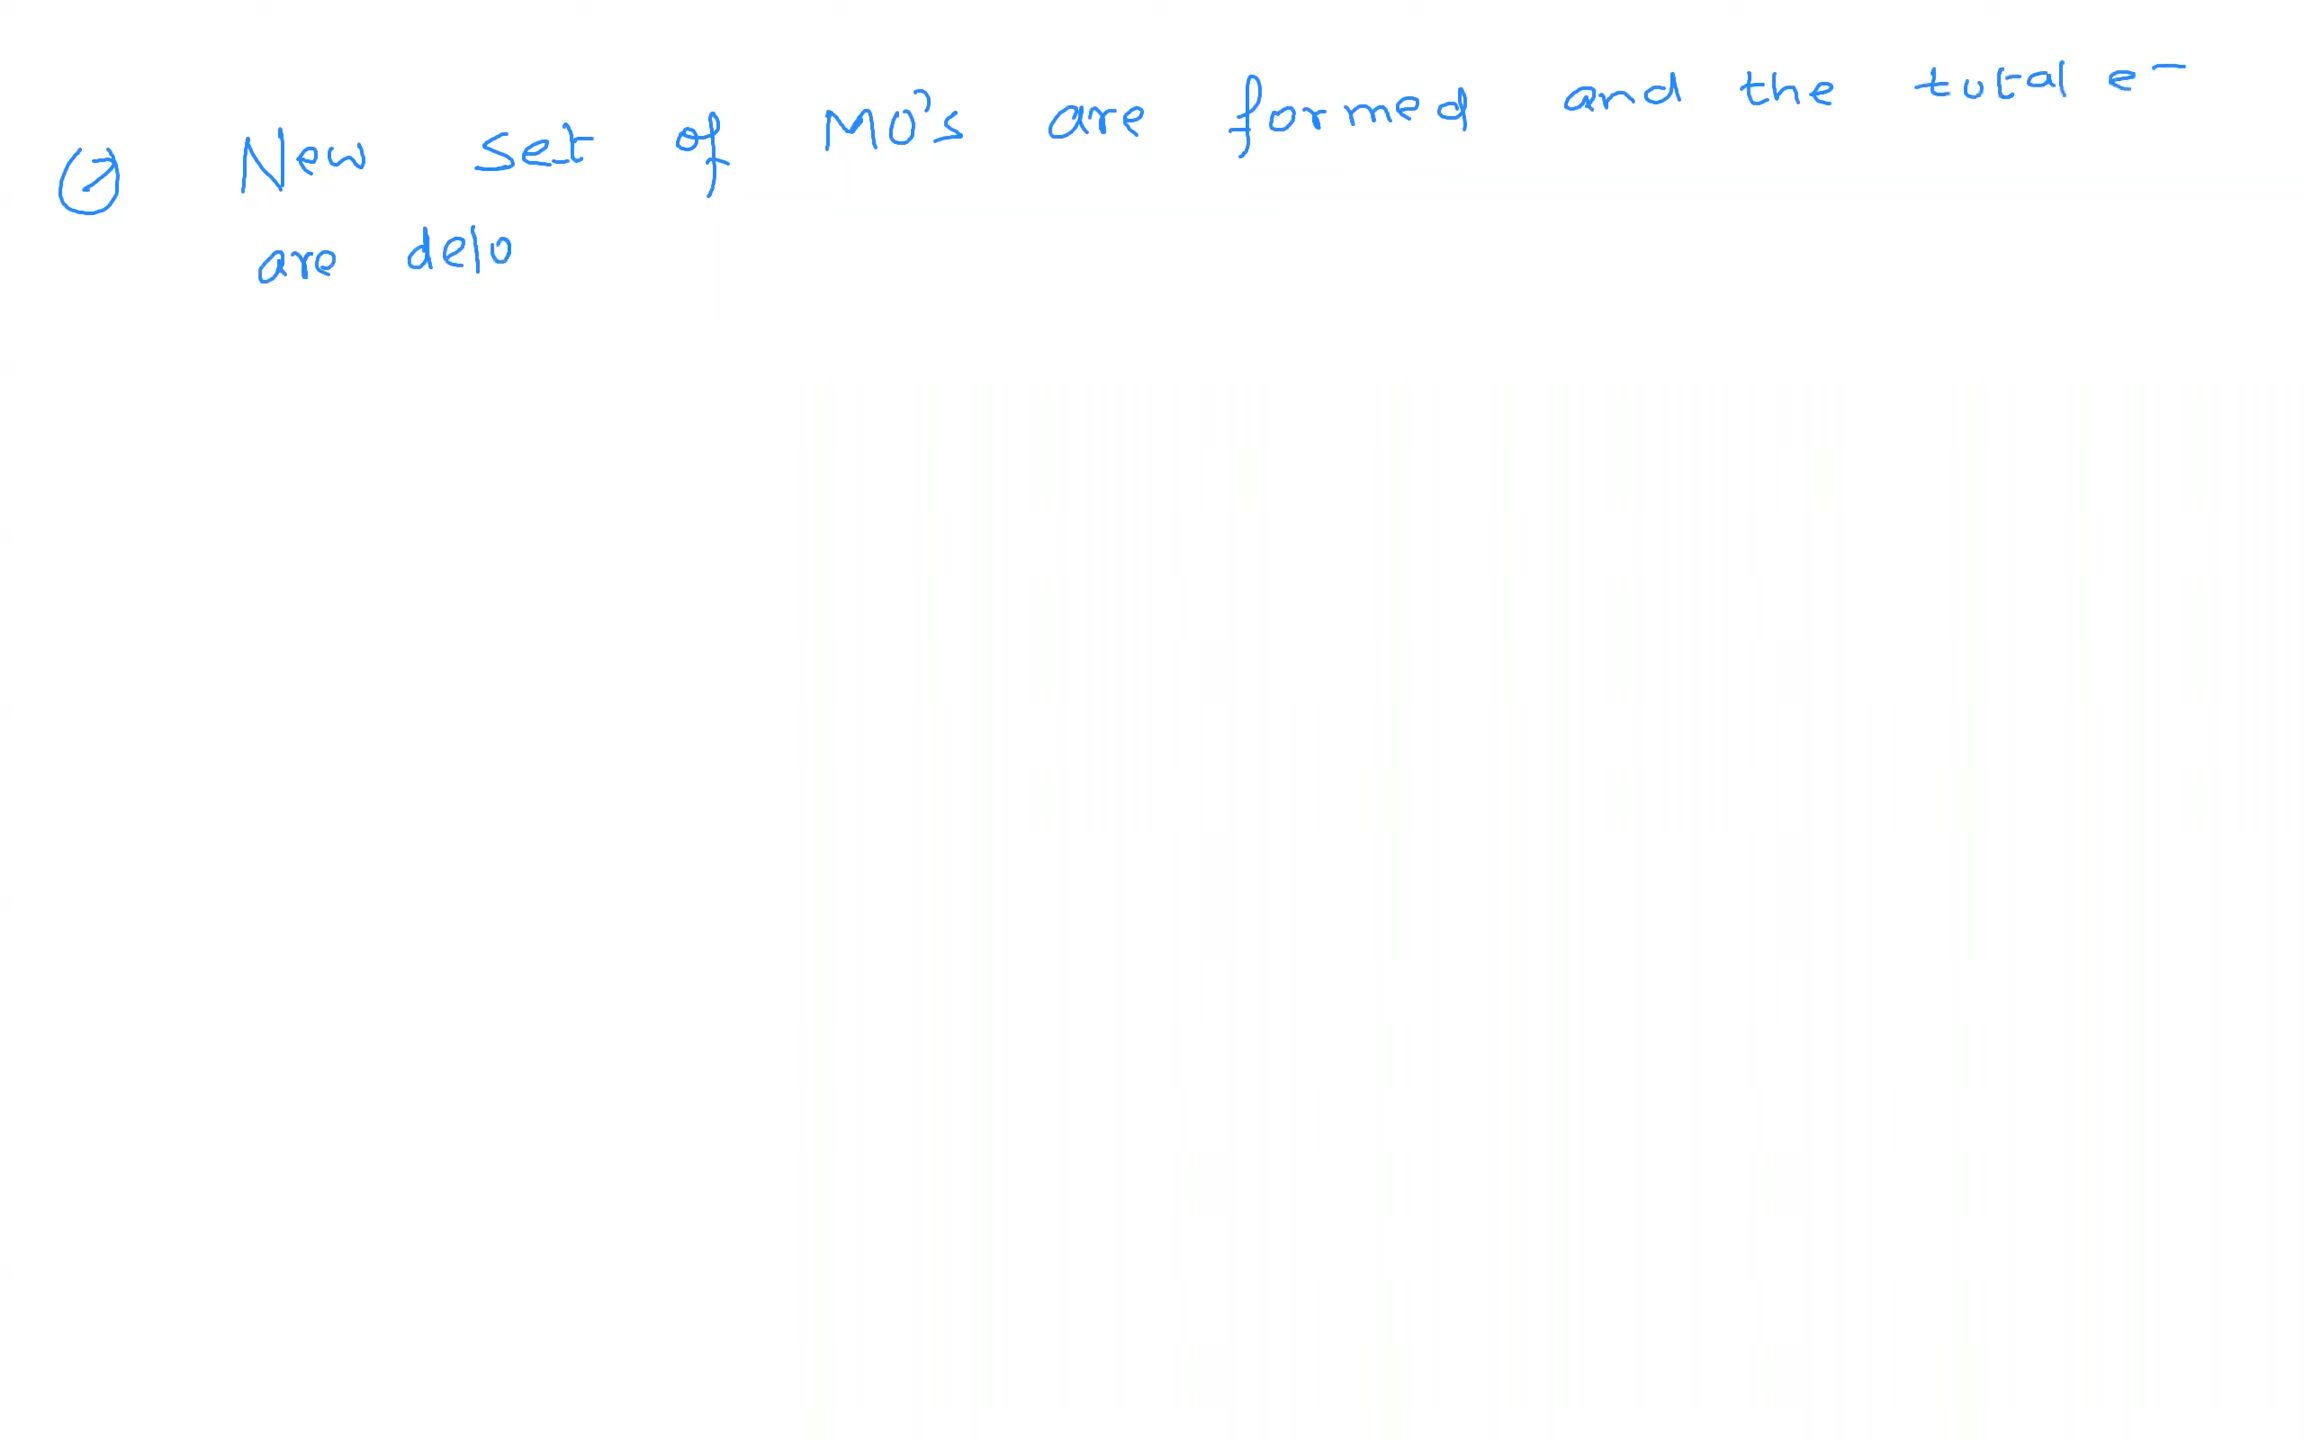 New set of MO's are formed and the total e⁻
are delo